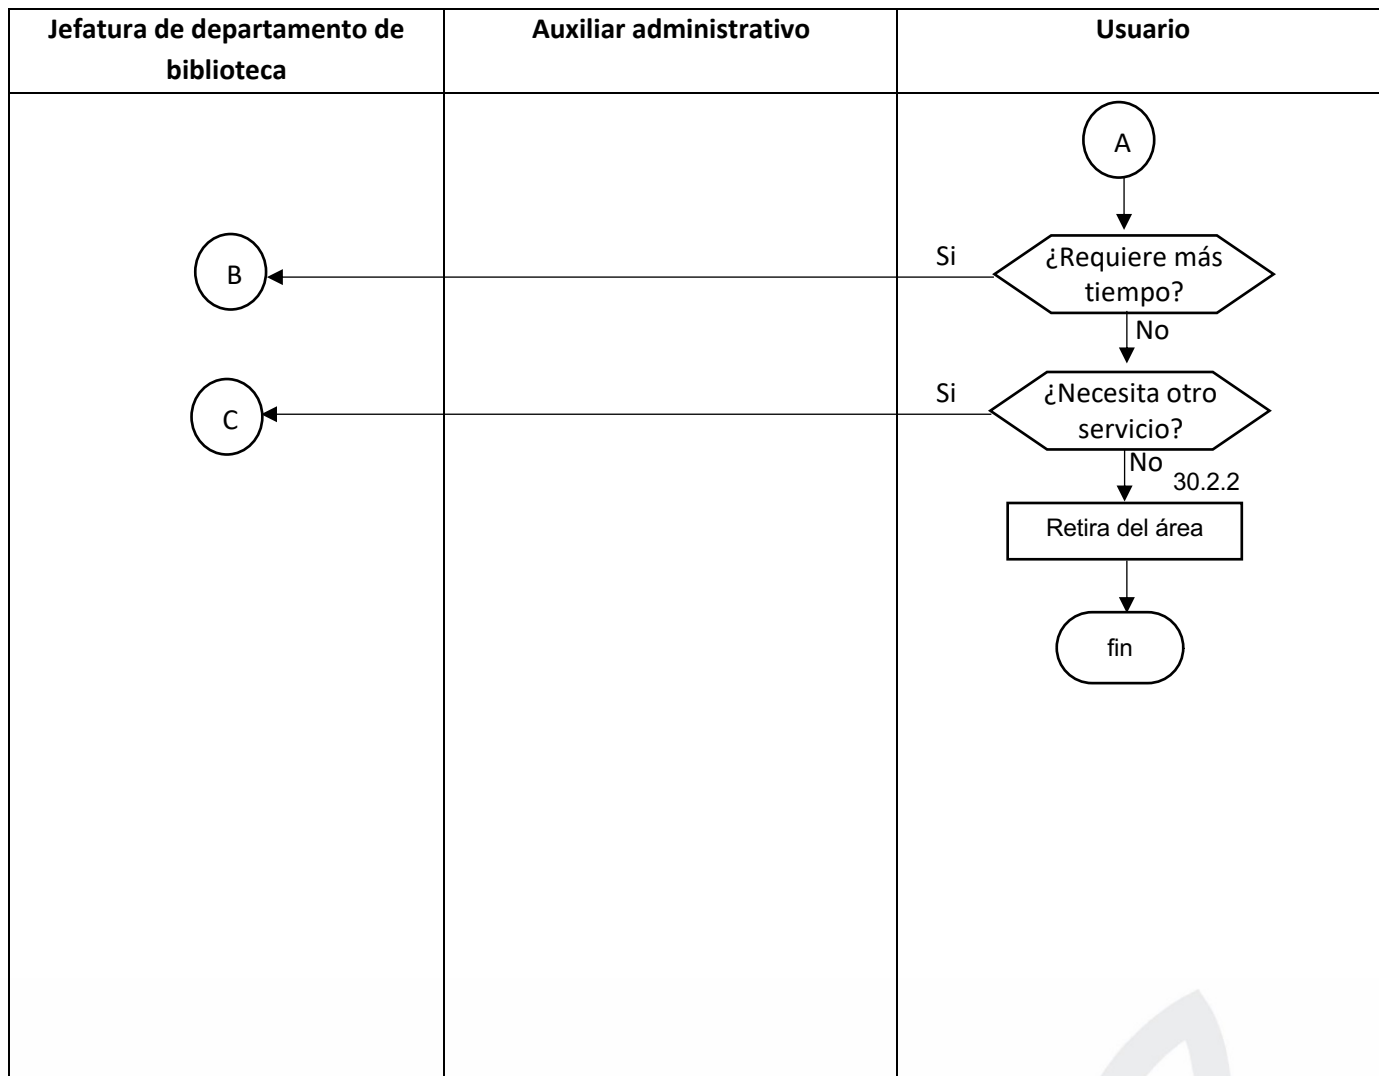 Jefatura de departamento de
biblioteca
Auxiliar administrativo
Usuario
A
B
Si
¿Requiere más
tiempo?
No
C
Si
¿Necesita otro
servicio?
No
30.2.2
Retira del área
fin